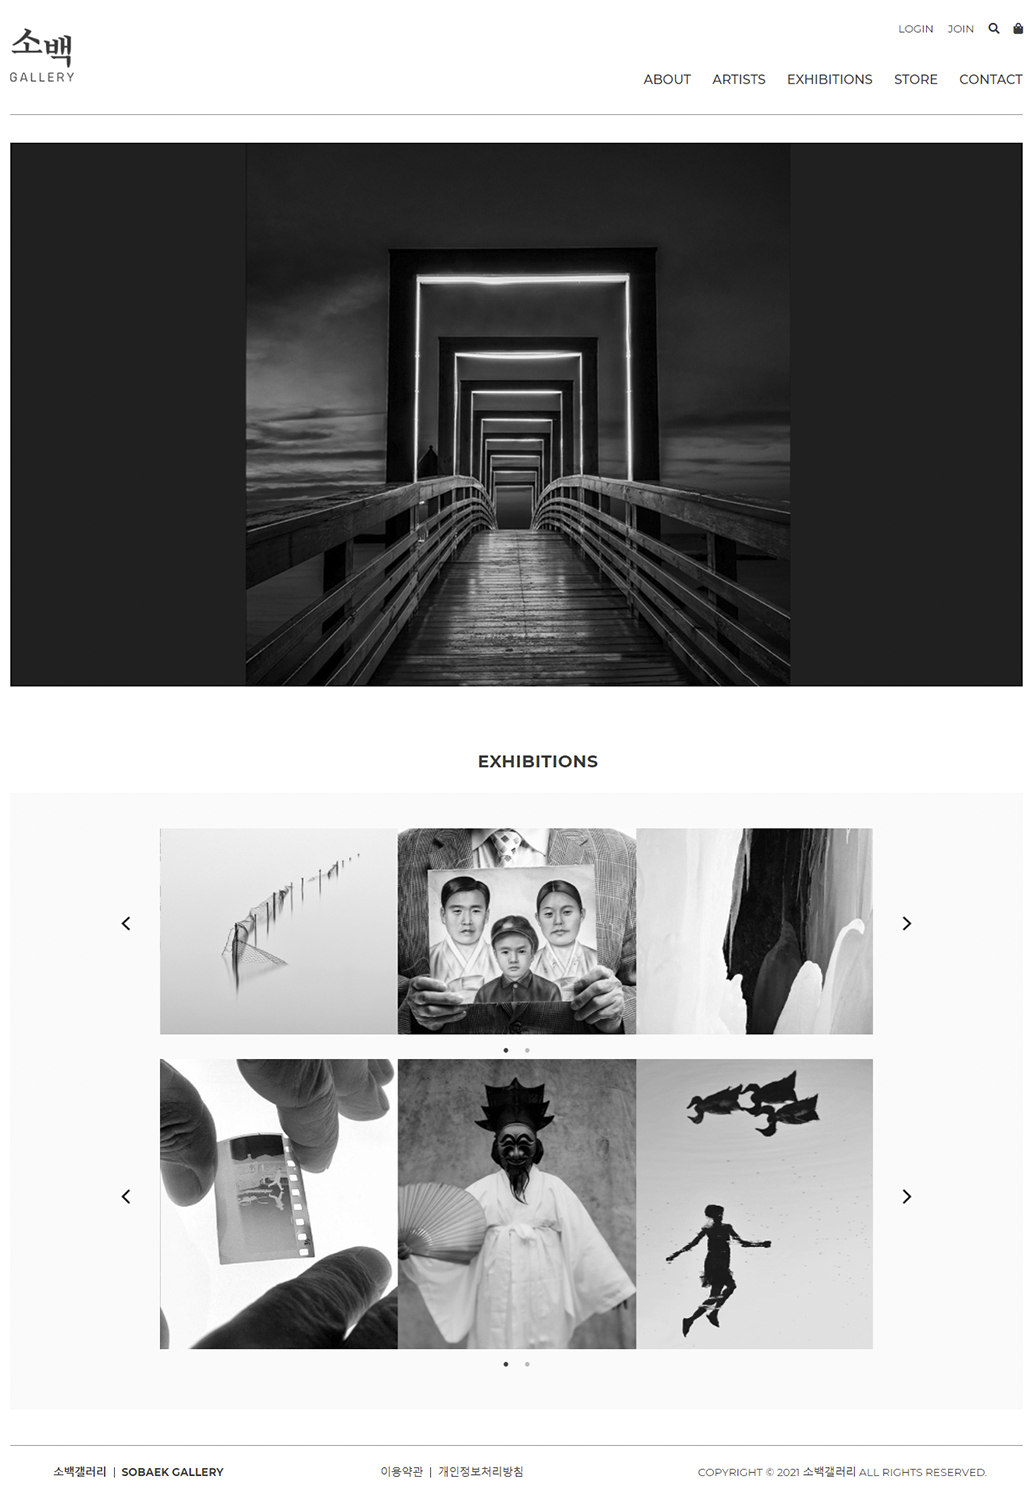 소백
GALLERY
LOGIN JOIN
ABOUT ARTISTS EXHIBITIONS STORE CONTACT
EXHIBITIONS
소백갤러리 | SOBAEK GALLERY
이용약관 | 개인정보처리방침
COPYRIGHT © 2021 소백갤러리 ALL RIGHTS RESERVED.